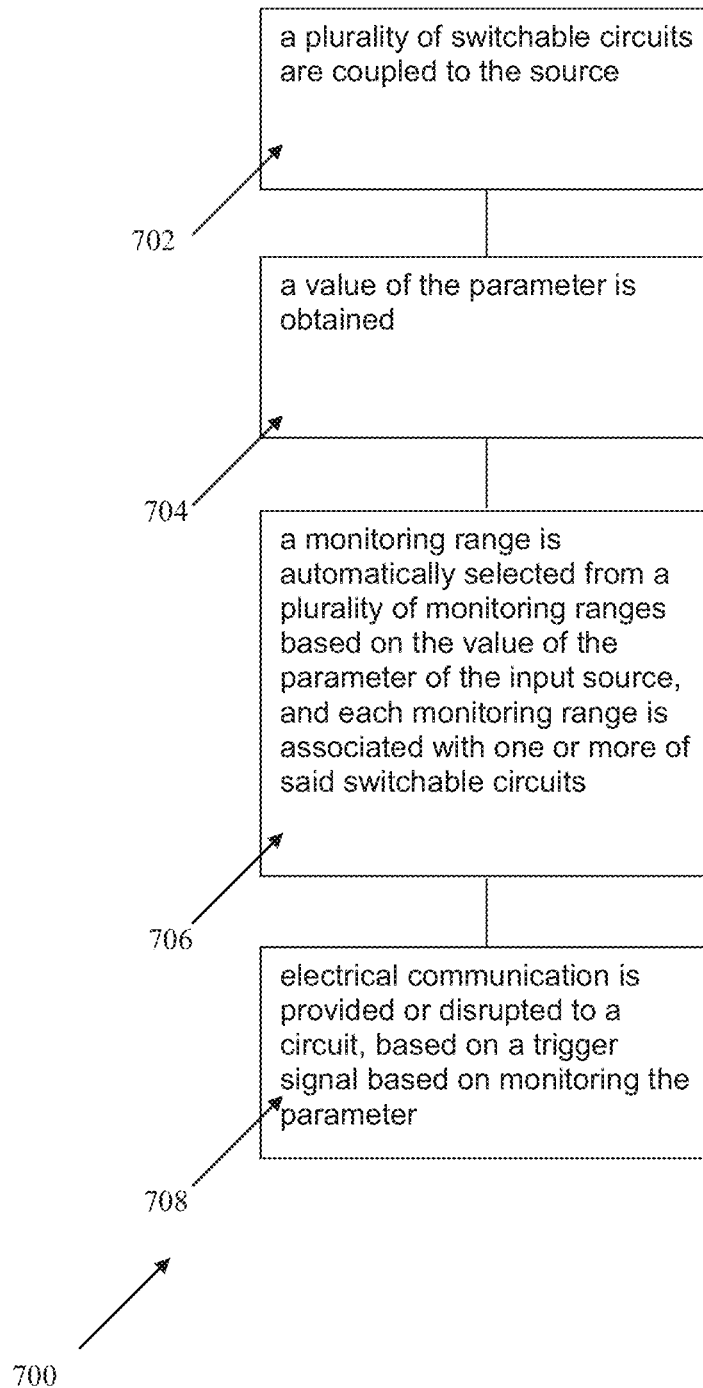 a plurality of switchable circuits
are coupled to the source
702
a value of the parameter is
obtained
704
a monitoring range is
automatically selected from a
plurality of monitoring ranges
based on the value of the
parameter of the input source,
and each monitoring range is
associated with one or more of
said switchable circuits
706
electrical communication is
provided or disrupted to a
circuit, based on a trigger
signal based on monitoring the
parameter
708
700